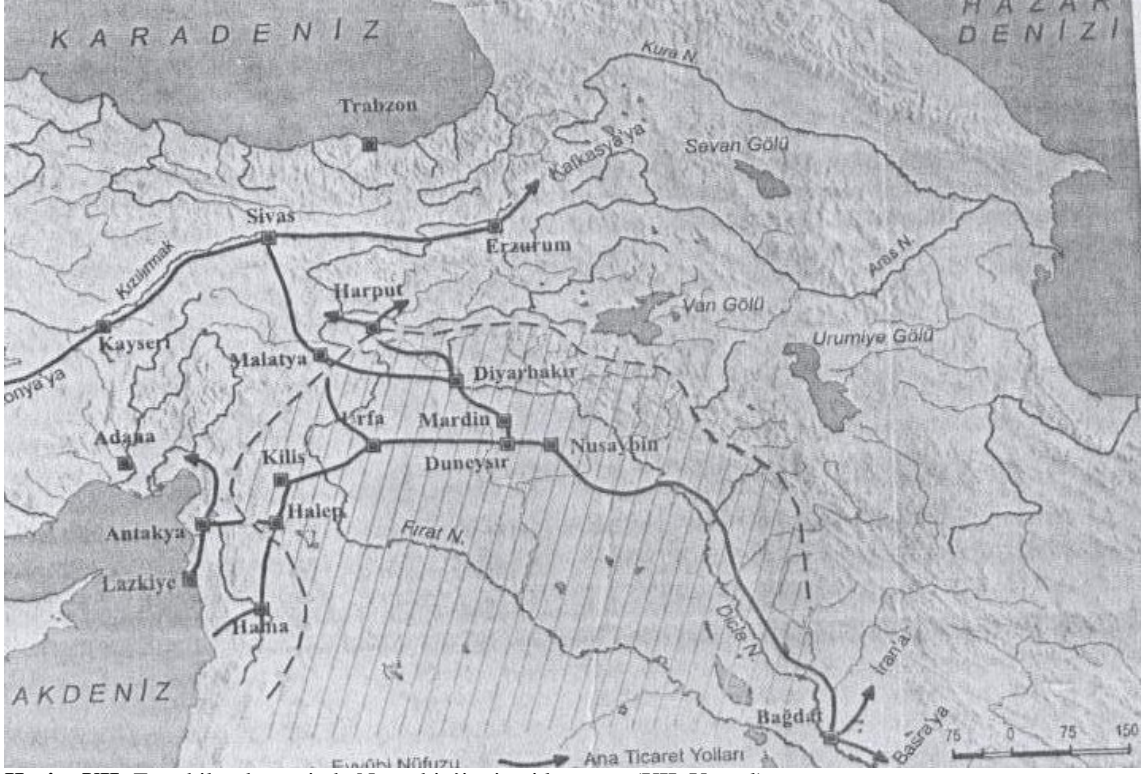 HAZAR
KARADENİZ
DENİZİ
Kura N.
Trabzon
Kafkasya'ya
Sevan Gölü
Sivas
Erzurum
Kızılırmak
Aras N.
Harput
Van Gölü
Kayseri
Urumiye Gölü
Malatya
Diyarbakır
onya'ya
Urfa
Mardin
Adana
Kilis
Duneysır
Nusaybin
Halep
Antakya
Fırat N.
Lazkiye
Hama
Dicle N.
İran'a
AKDENİZ
Bağdat
Basra'ya
75 0 75 150
Eyyûbi Nüfuzu
Ana Ticaret Yolları